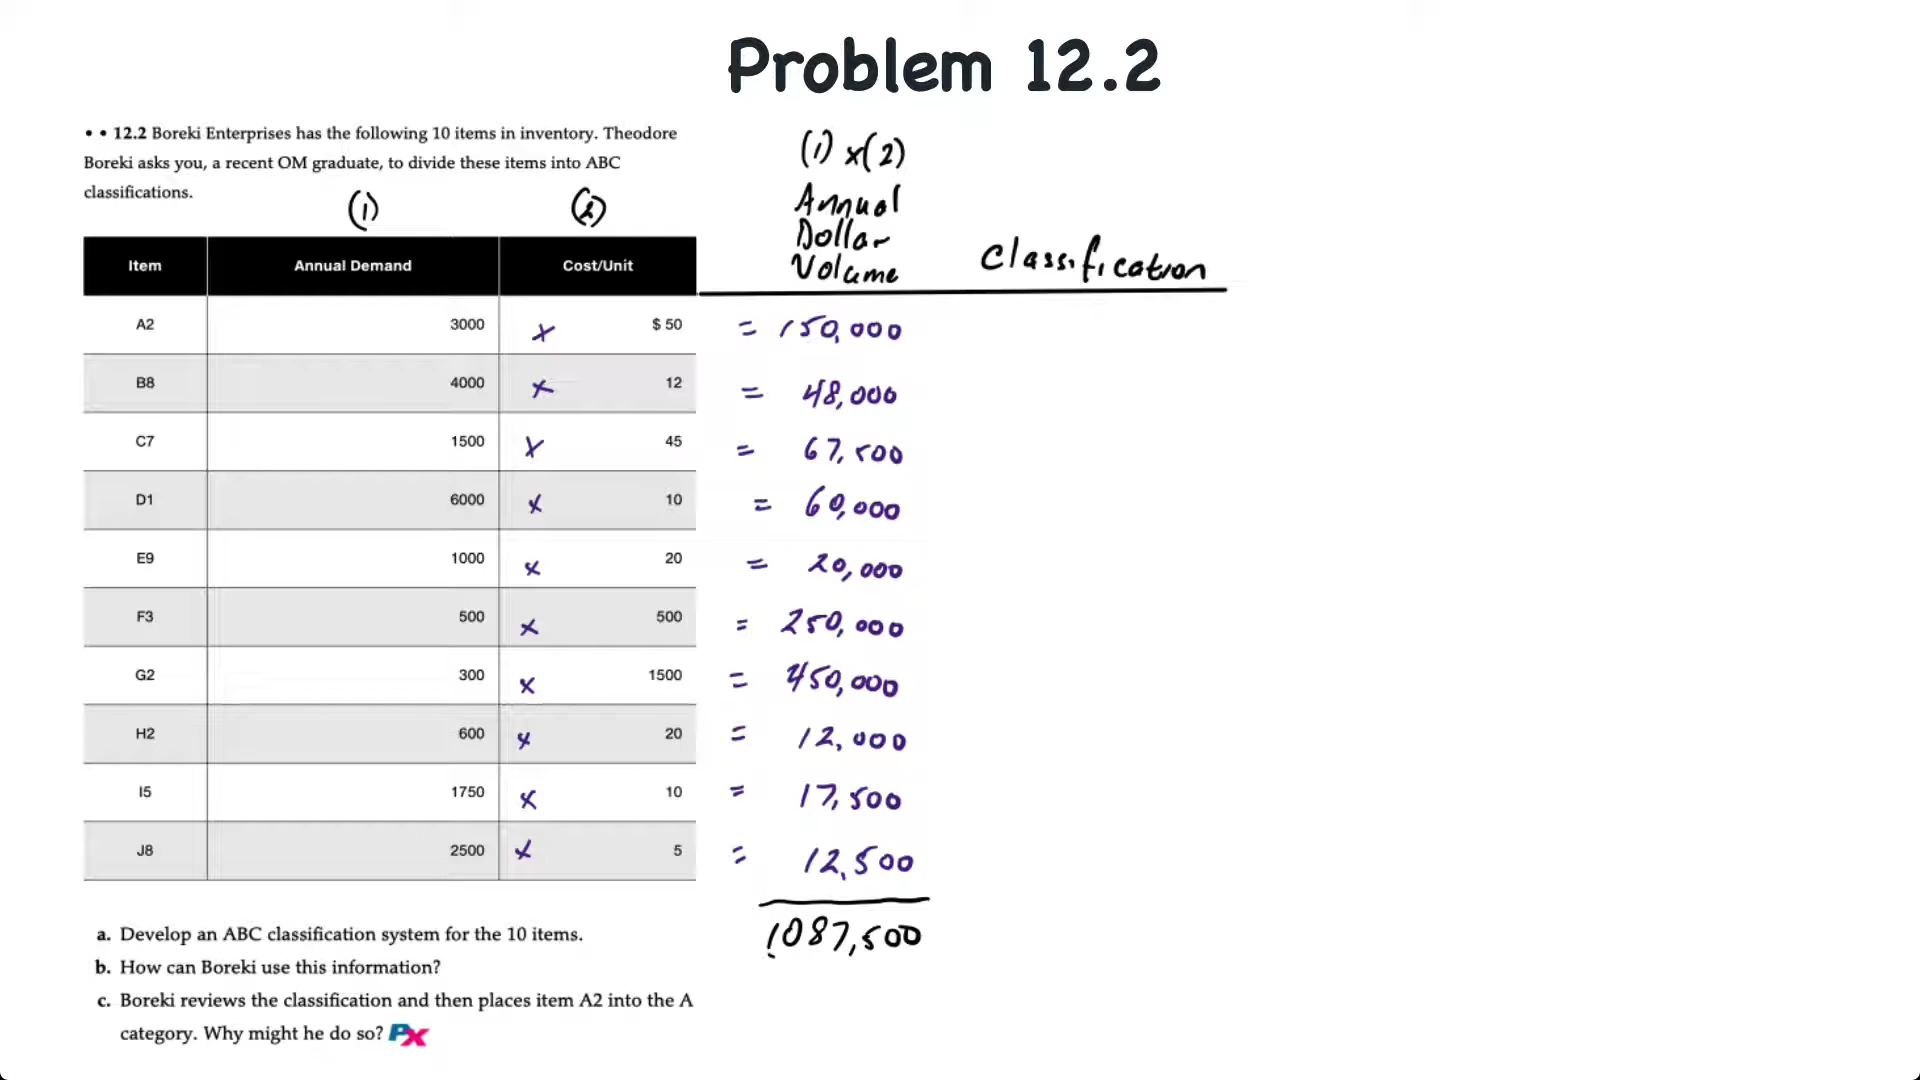 Problem 12.2
• • 12.2 Boreki Enterprises has the following 10 items in inventory. Theodore
Boreki asks you, a recent OM graduate, to divide these items into ABC
classifications.
(1) (2) (1) x (2)
Annual
Dollar
Volume
Classification
Item Annual Demand Cost/Unit
A2 3000 x $ 50 = 150,000
B8 4000 x 12 = 48,000
C7 1500 x 45 = 67,500
D1 6000 x 10 = 60,000
E9 1000 x 20 = 20,000
F3 500 x 500 = 250,000
G2 300 x 1500 = 450,000
H2 600 x 20 = 12,000
I5 1750 x 10 = 17,500
J8 2500 x 5 = 12,500
1087,500
a. Develop an ABC classification system for the 10 items.
b. How can Boreki use this information?
c. Boreki reviews the classification and then places item A2 into the A
category. Why might he do so? PX